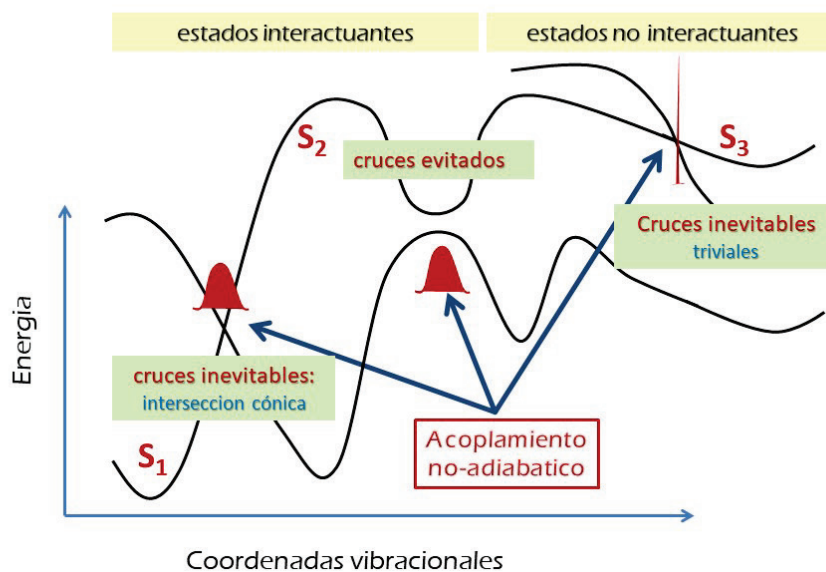 estados interactuantes
estados no interactuantes
S2
cruces evitados
S3
Cruces inevitables
triviales
Energia
cruces inevitables:
interseccion cónica
S1
Acoplamiento
no-adiabatico
Coordenadas vibracionales